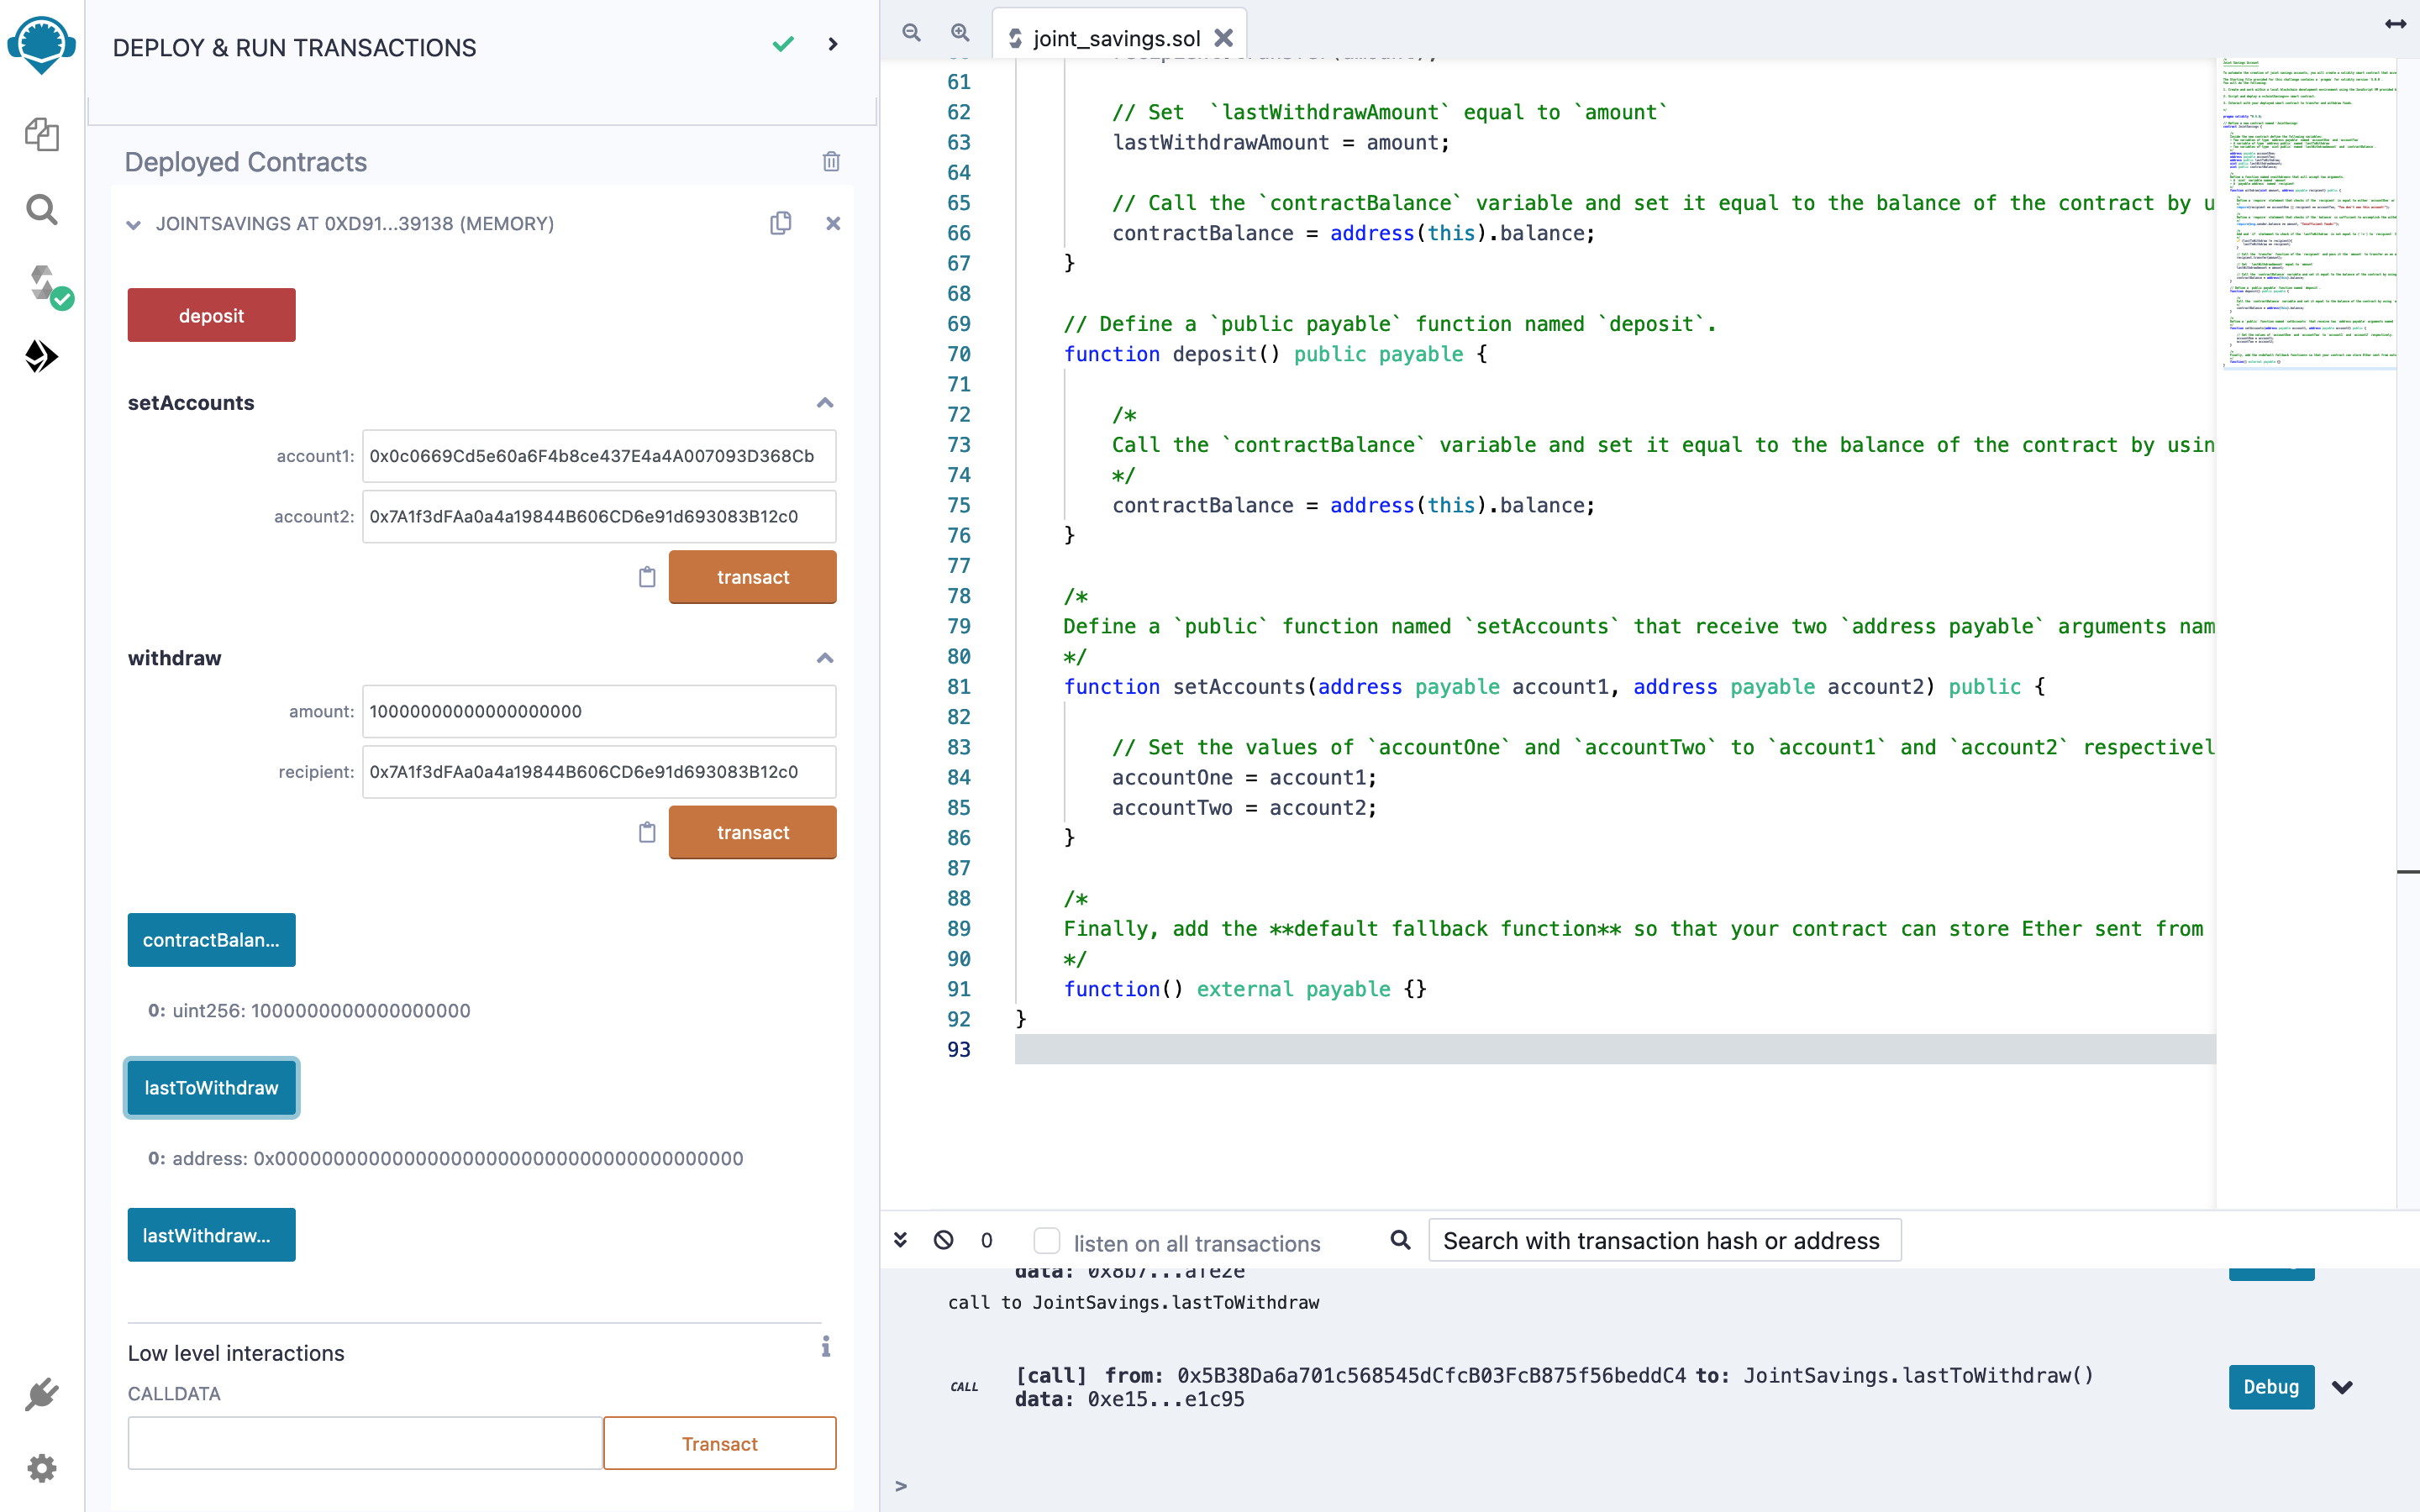 DEPLOY & RUN TRANSACTIONS
Deployed Contracts
JOINTSAVINGS AT 0XD91...39138 (MEMORY)
deposit
setAccounts
account1: 0x0c0669Cd5e60a6F4b8ce437E4a4A007093D368Cb
account2: 0x7A1f3dFAa0a4a19844B606CD6e91d693083B12c0
transact
withdraw
amount: 10000000000000000000
recipient: 0x7A1f3dFAa0a4a19844B606CD6e91d693083B12c0
transact
contractBalan...
0: uint256: 1000000000000000000
lastToWithdraw
0: address: 0x0000000000000000000000000000000000000000
lastWithdraw...
Low level interactions
i
CALLDATA
Transact
joint_savings.sol
61
62 // Set  `lastWithdrawAmount` equal to `amount`
63 lastWithdrawAmount = amount;
64
65 // Call the `contractBalance` variable and set it equal to the balance of the contract by u
66 contractBalance = address(this).balance;
67 }
68
69 // Define a `public payable` function named `deposit`.
70 function deposit() public payable {
71
72 /*
73 Call the `contractBalance` variable and set it equal to the balance of the contract by usin
74 */
75 contractBalance = address(this).balance;
76 }
77
78 /*
79 Define a `public` function named `setAccounts` that receive two `address payable` arguments nam
80 */
81 function setAccounts(address payable account1, address payable account2) public {
82
83 // Set the values of `accountOne` and `accountTwo` to `account1` and `account2` respectivel
84 accountOne = account1;
85 accountTwo = account2;
86 }
87
88 /*
89 Finally, add the **default fallback function** so that your contract can store Ether sent from
90 */
91 function() external payable {}
92 }
93
0 listen on all transactions Search with transaction hash or address
data: 0x8b7...afe2e
call to JointSavings.lastToWithdraw
CALL [call] from: 0x5B38Da6a701c568545dCfcB03FcB875f56beddC4 to: JointSavings.lastToWithdraw()
data: 0xe15...e1c95
Debug
>